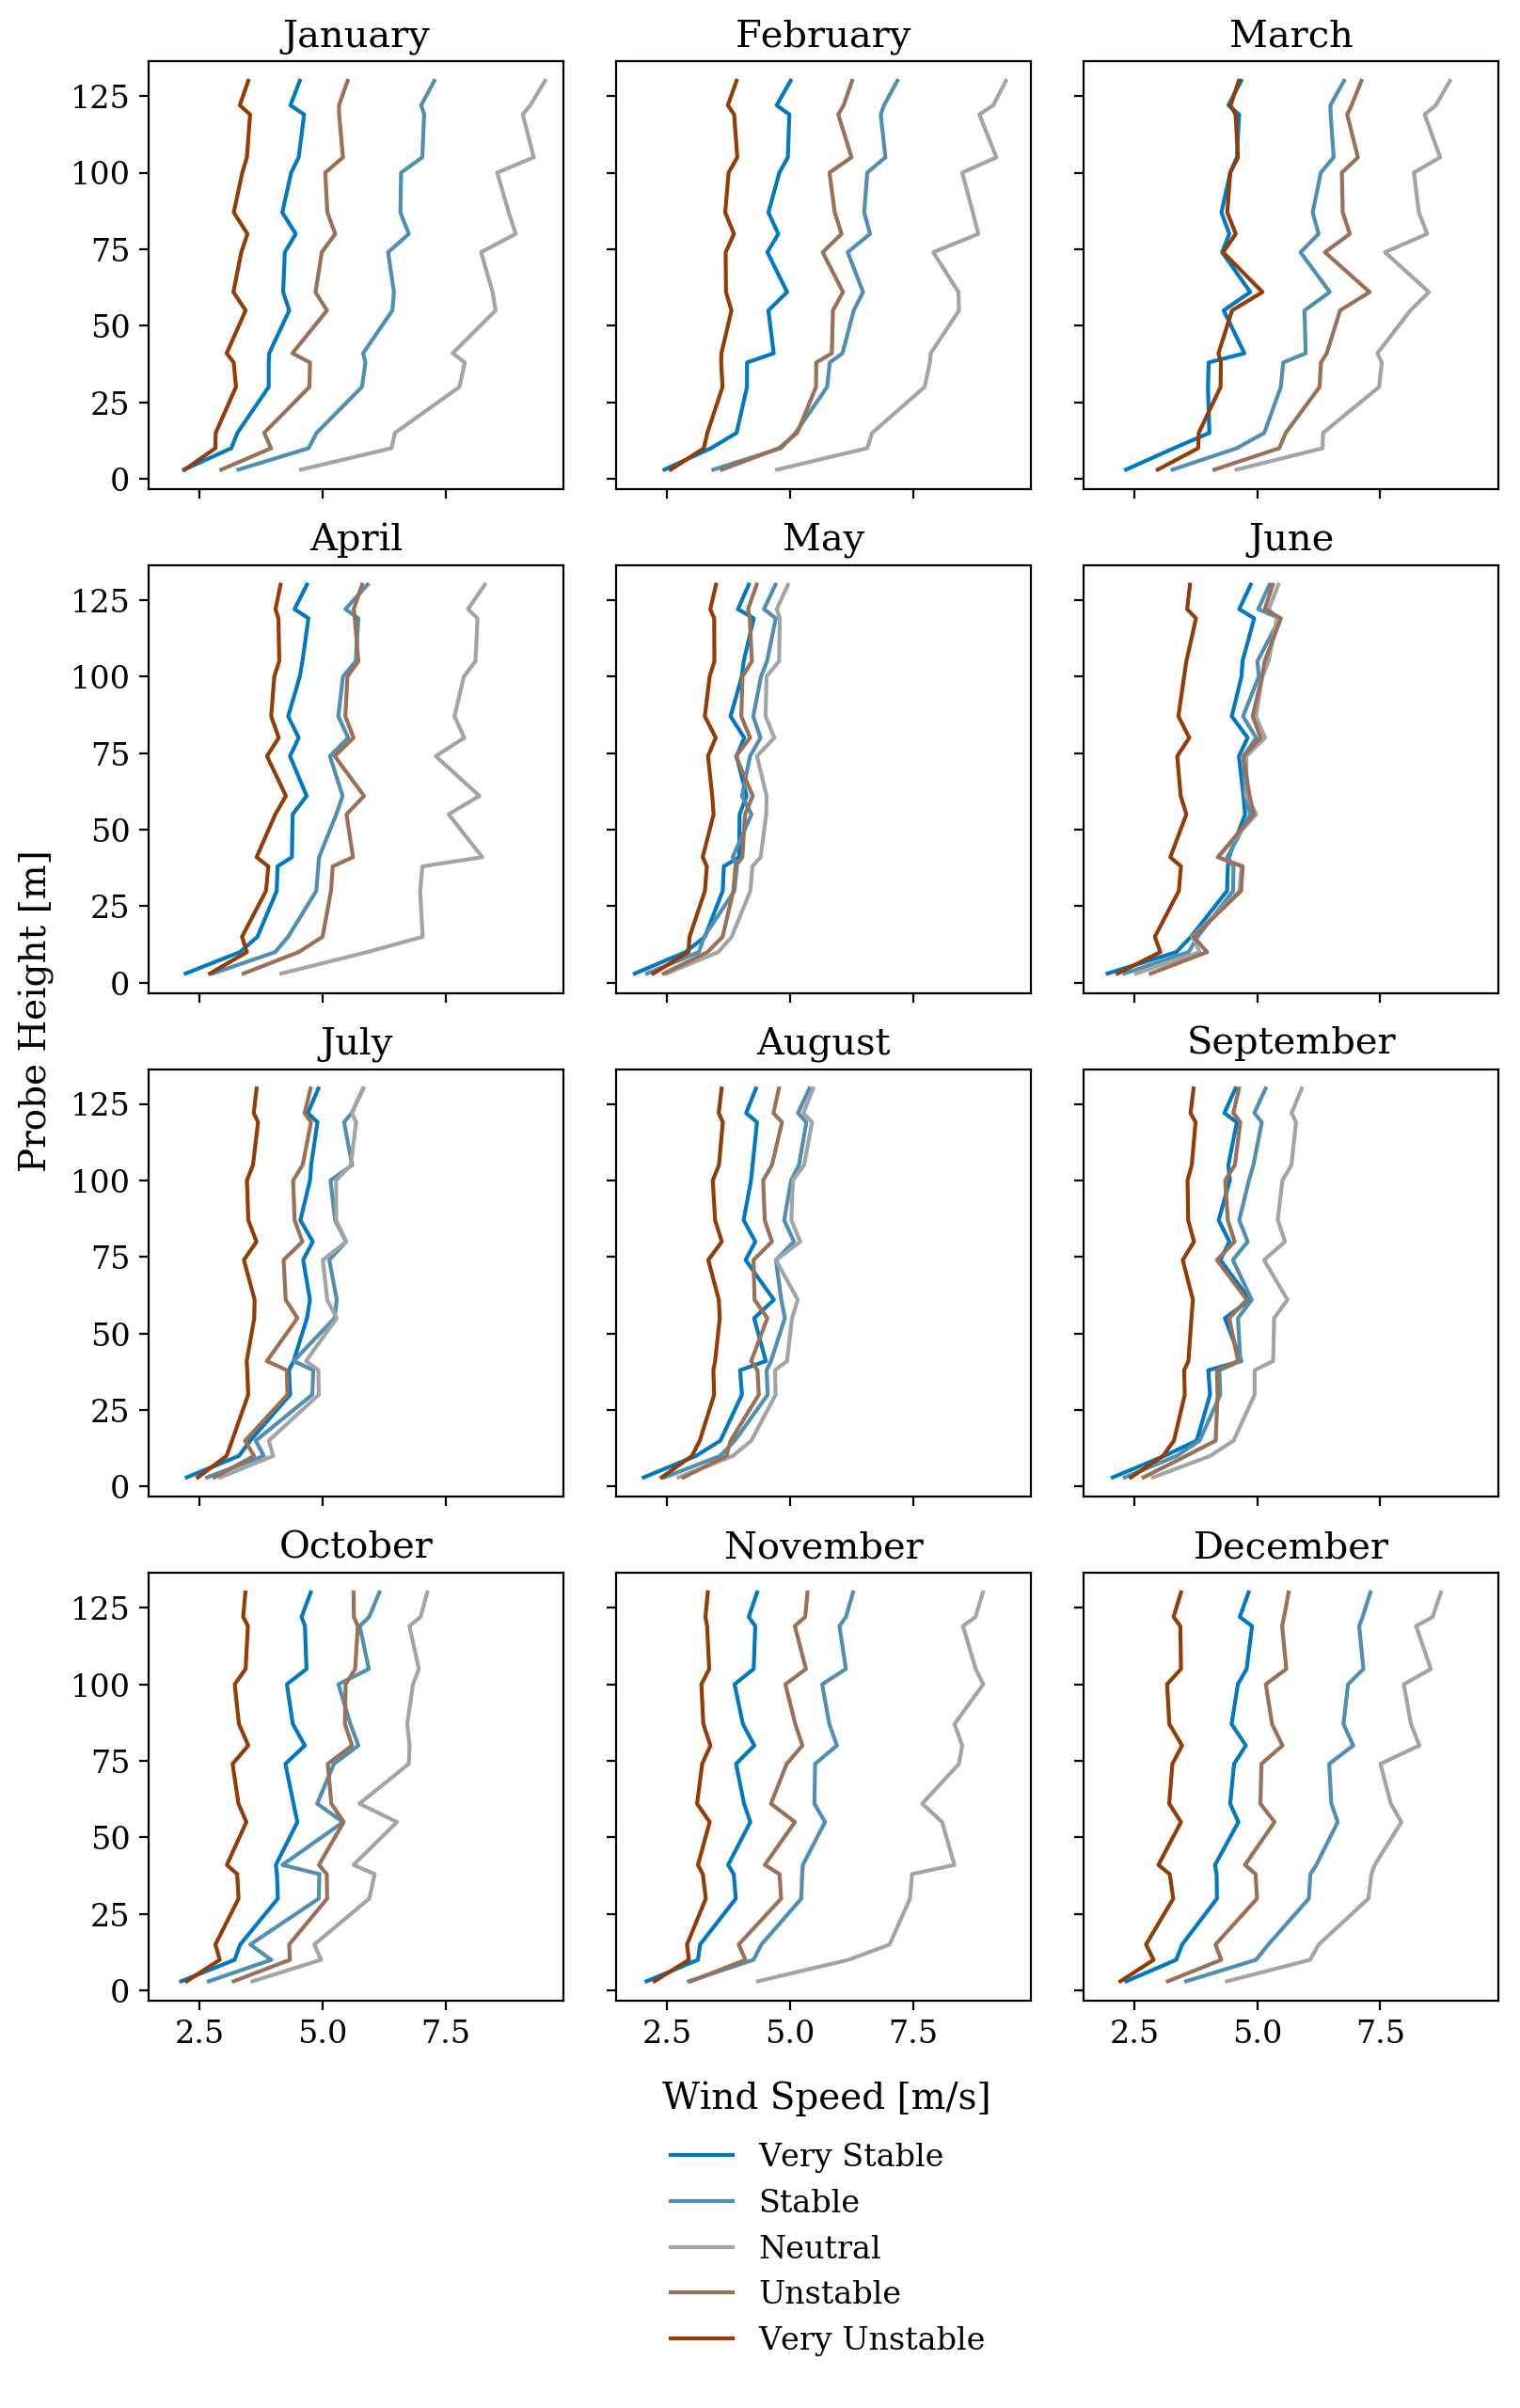 January
February
March
125
100
75
50
25
0
April
May
June
125
100
75
50
25
0
Probe Height [m]
July
August
September
125
100
75
50
25
0
October
November
December
125
100
75
50
25
0
2.5 5.0 7.5
2.5 5.0 7.5
2.5 5.0 7.5
Wind Speed [m/s]
Very Stable
Stable
Neutral
Unstable
Very Unstable